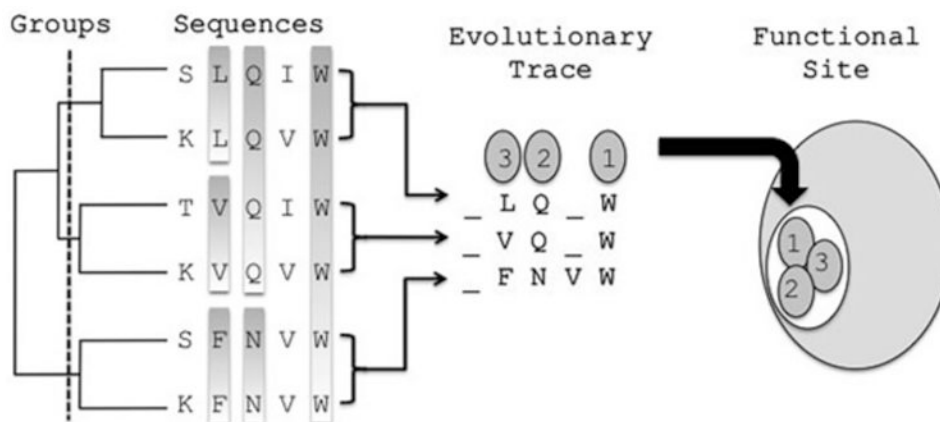 Groups Sequences Evolutionary Trace Functional Site
S L Q I W
K L Q V W
T V Q I W
K V Q V W
S F N V W
K F N V W
3 2 1
_ L Q _ W
_ V Q _ W
_ F N V W
1
3
2